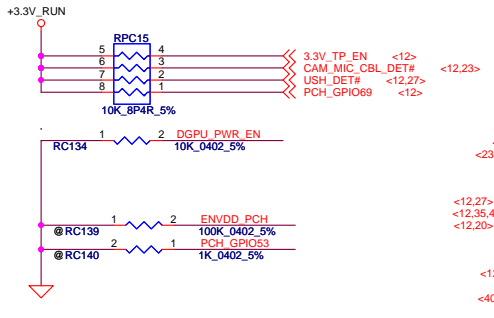 +3.3V_RUN
RPC15
5 4 3.3V_TP_EN <12>
6 3 CAM_MIC_CBL_DET# <12,23>
7 2 USH_DET# <12,27>
8 1 PCH_GPIO69 <12>
10K_8P4R_5%
1 2 DGPU_PWR_EN
RC134 10K_0402_5%
<23
<12,27>
<12,35,4
<12,20>
1 2 ENVDD_PCH
@RC139 100K_0402_5%
2 1 PCH_GPIO53
@RC140 1K_0402_5%
<12
<40